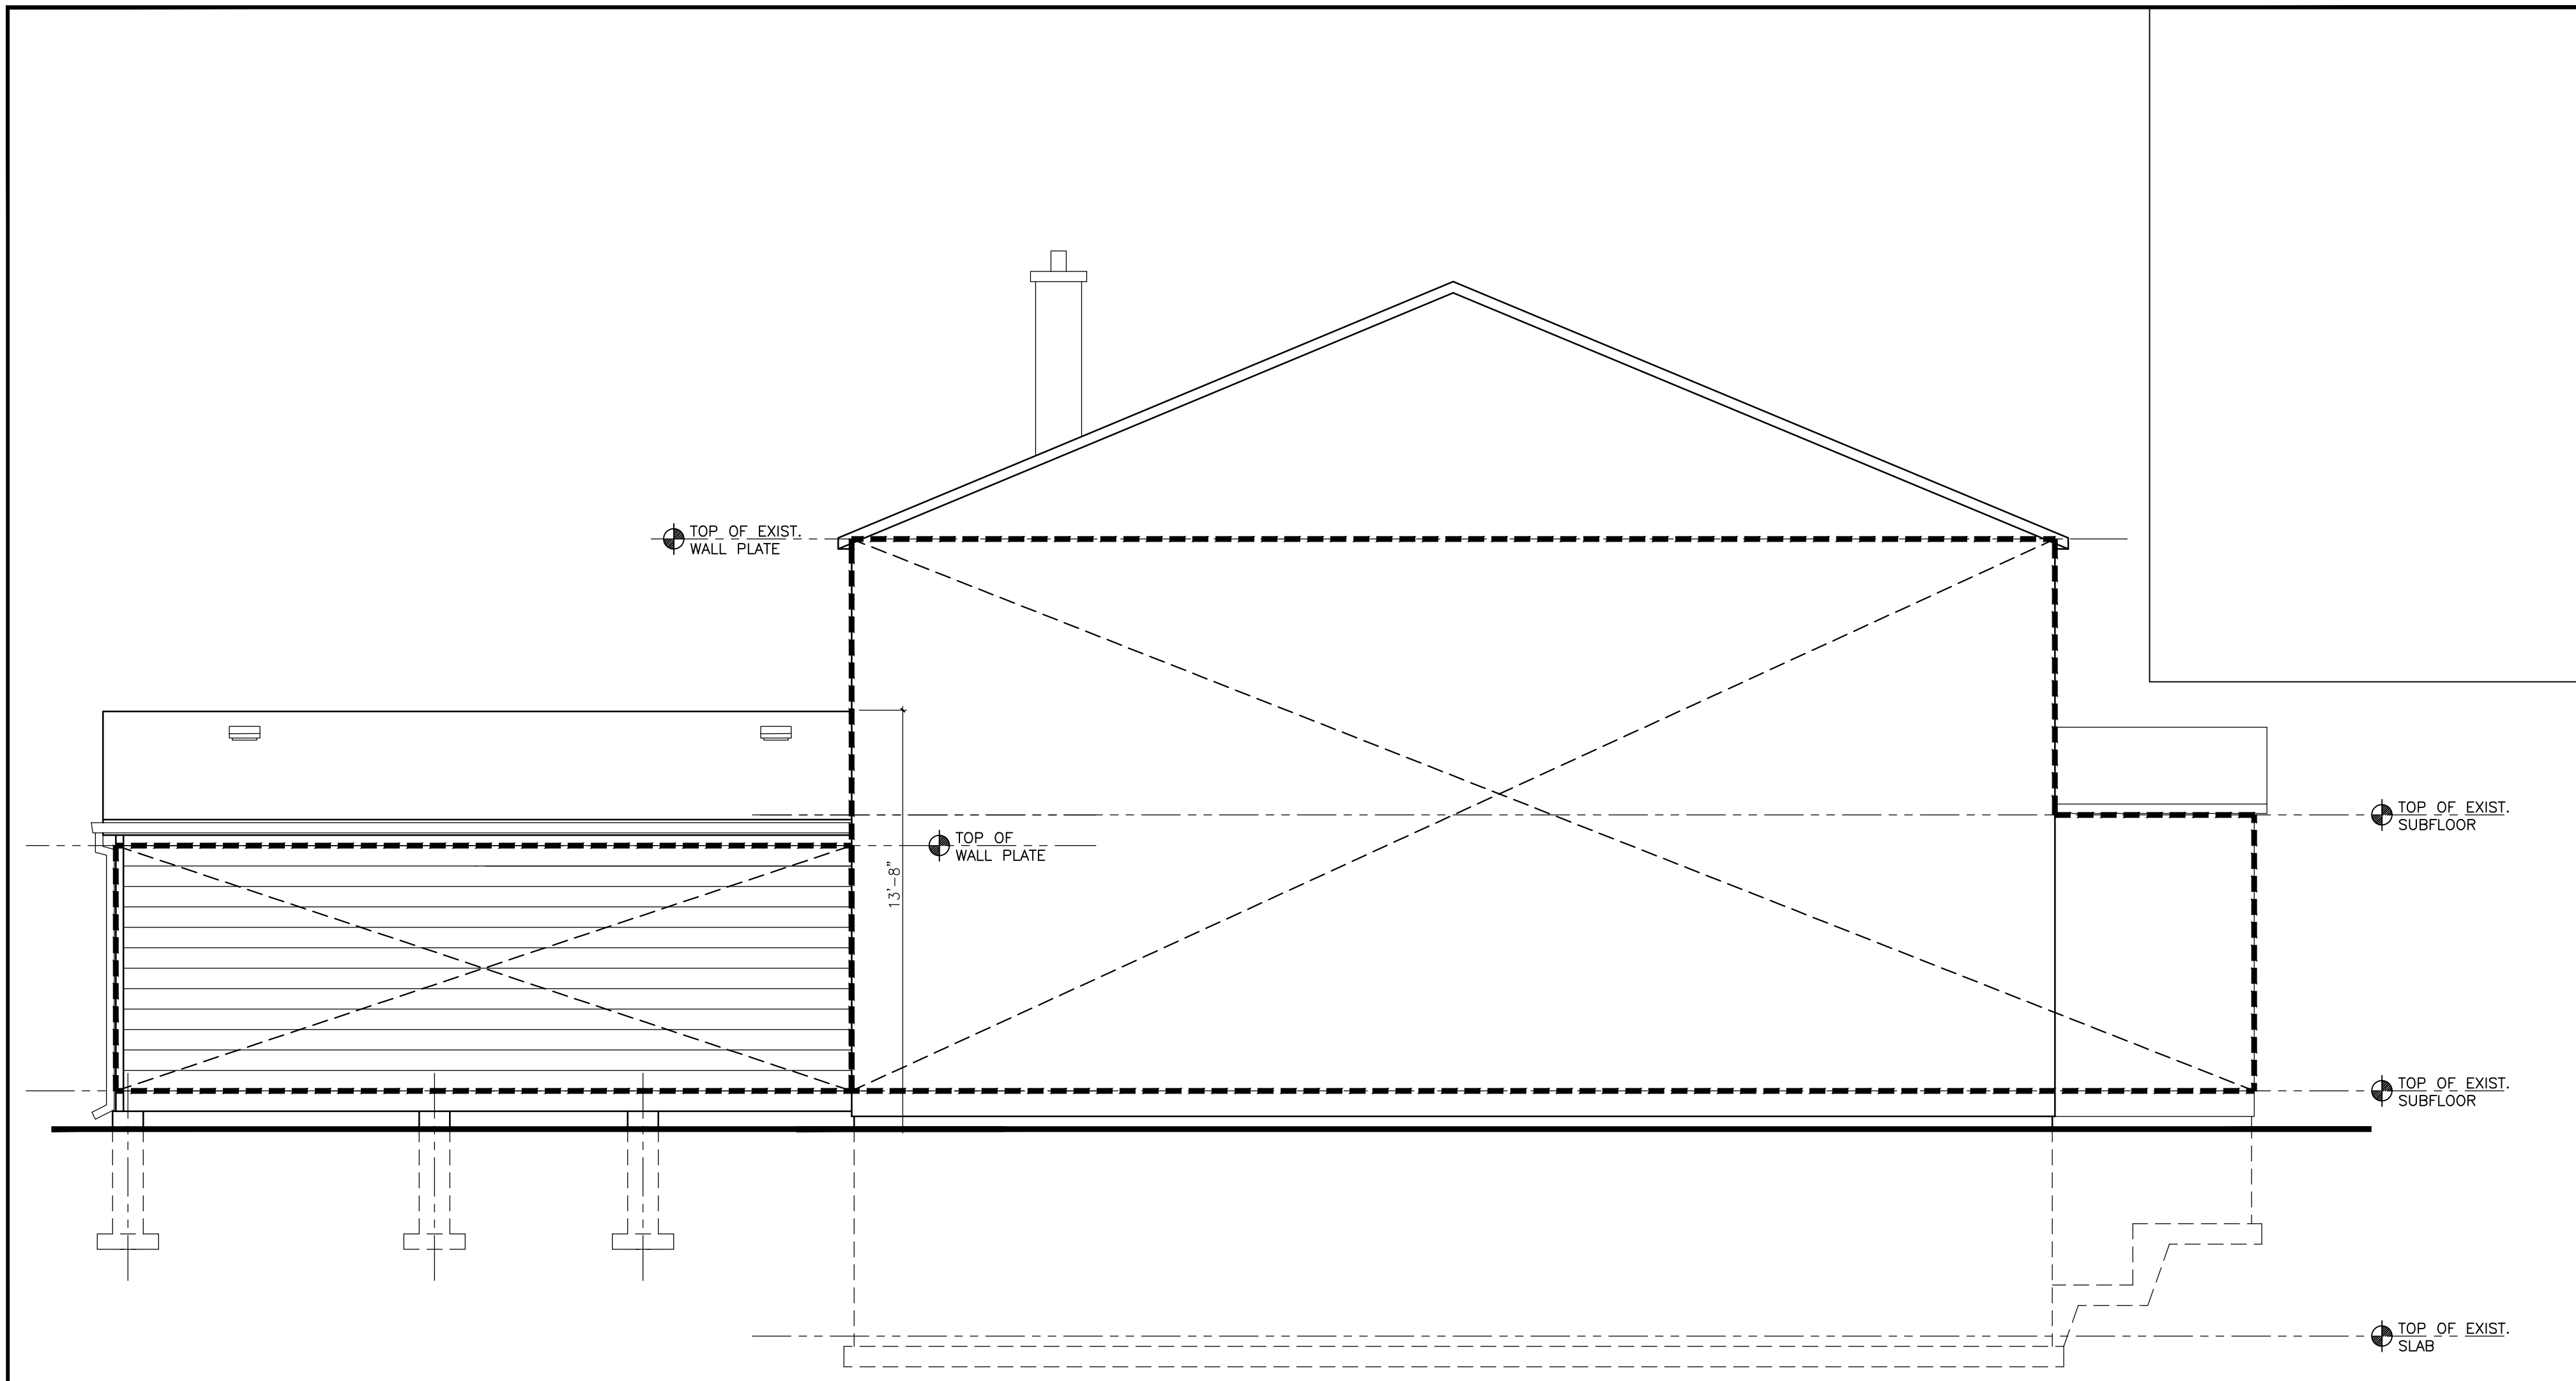 TOP OF EXIST.
WALL PLATE
TOP OF EXIST.
SUBFLOOR
TOP OF
WALL PLATE
13'-8"
TOP OF EXIST.
SUBFLOOR
TOP OF EXIST.
SLAB